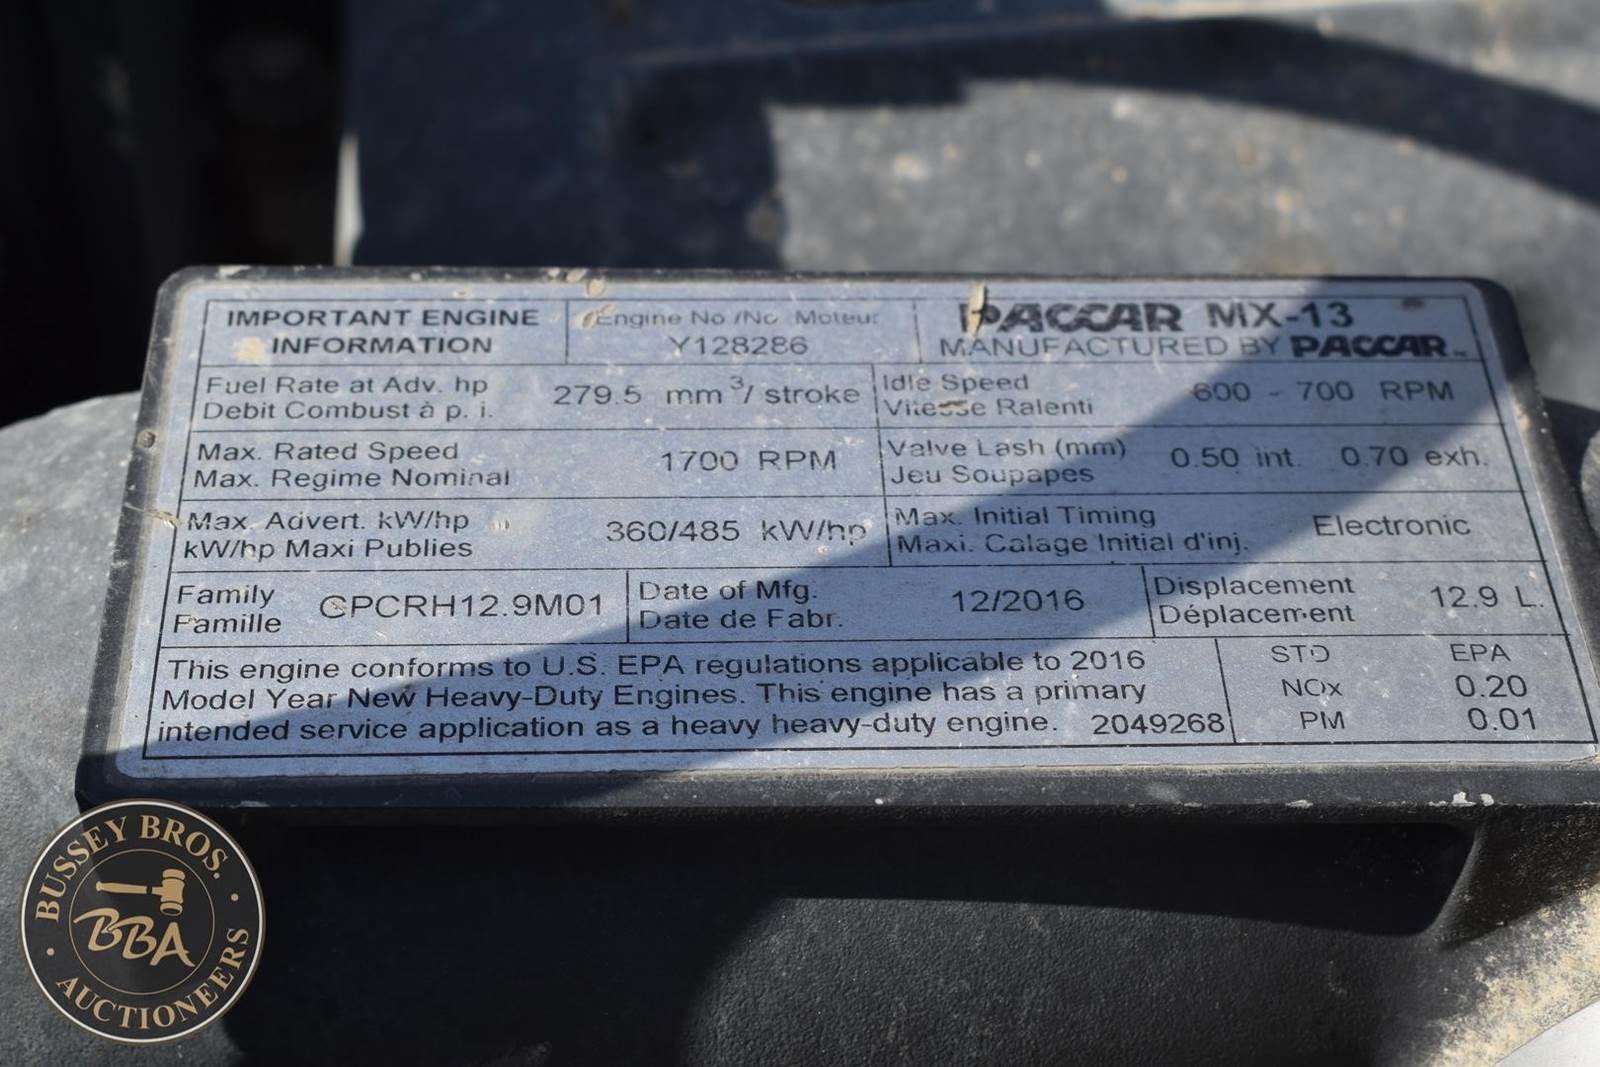 IMPORTANT ENGINE
INFORMATION
Engine No /No. Moteur
Y128286
PACCAR MX-13
MANUFACTURED BY PACCAR
Fuel Rate at Adv. hp
Debit Combust à p. i.
279.5 mm3/ stroke
Idle Speed
Vitesse Ralenti
600 - 700 RPM
Max. Rated Speed
Max. Regime Nominal
1700 RPM
Valve Lash (mm)
Jeu Soupapes
0.50 int. 0.70 exh.
Max. Advert. kW/hp
kW/hp Maxi Publies
360/485 kW/hp
Max. Initial Timing
Maxi. Calage Initial d'inj.
Electronic
Family
Famille
GPCRH12.9M01
Date of Mfg.
Date de Fabr.
12/2016
Displacement
Déplacement
12.9 L.
This engine conforms to U.S. EPA regulations applicable to 2016
Model Year New Heavy-Duty Engines. This engine has a primary
intended service application as a heavy heavy-duty engine. 2049268
STD EPA
NOx 0.20
PM 0.01
BUSSEY BROS.
BBA
AUCTIONEERS